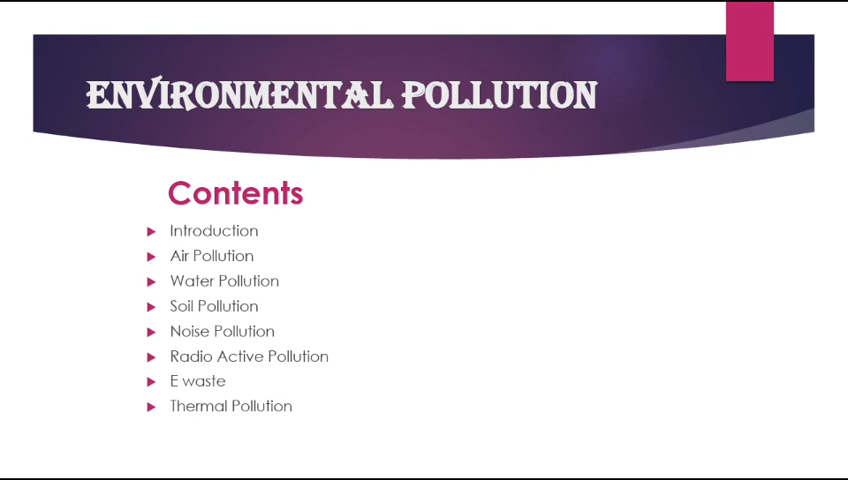 ENVIRONMENTAL POLLUTION
Contents
Introduction
Air Pollution
Water Pollution
Soil Pollution
Noise Pollution
Radio Active Pollution
E waste
Thermal Pollution